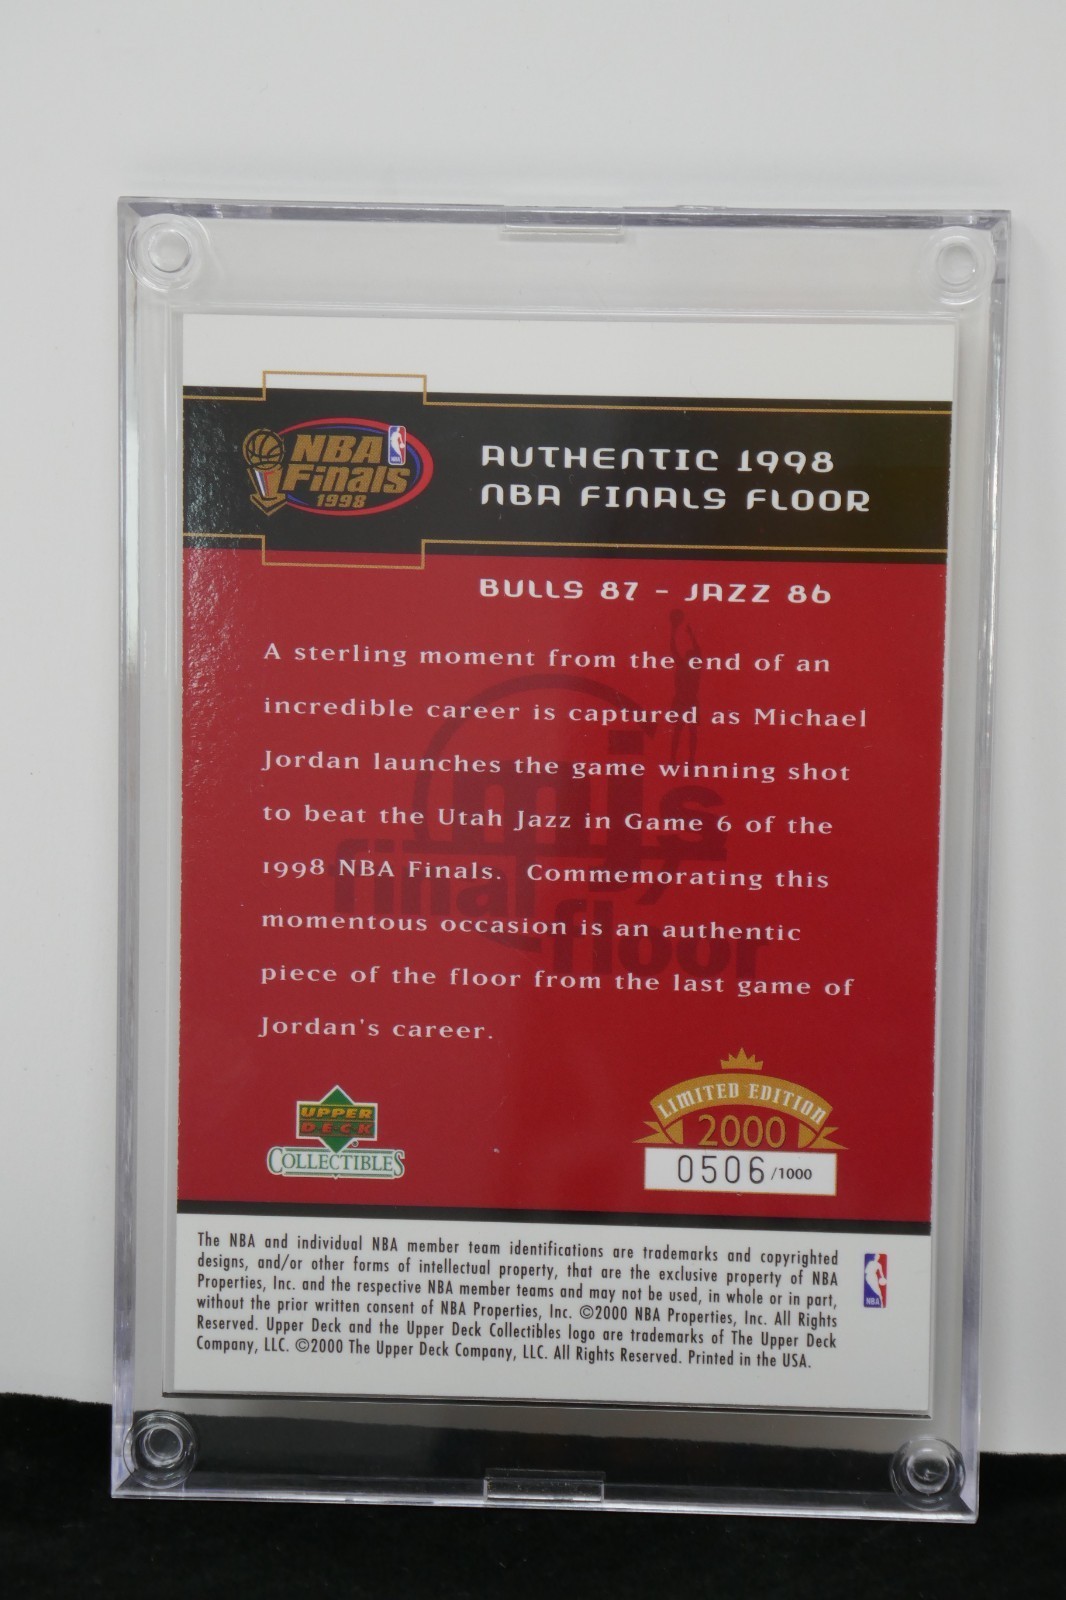 NBA
Finals
1998
NBA
AUTHENTIC 1998
NBA FINALS FLOOR
BULLS 87 - JAZZ 86
A sterling moment from the end of an
incredible career is captured as Michael
Jordan launches the game winning shot
to beat the Utah Jazz in Game 6 of the
1998 NBA Finals. Commemorating this
momentous occasion is an authentic
piece of the floor from the last game of
Jordan's career.
mj's
final
floor
UPPER
DECK
COLLECTIBLES
LIMITED EDITION
2000
0506/1000
The NBA and individual NBA member team identifications are trademarks and copyrighted
designs, and/or other forms of intellectual property, that are the exclusive property of NBA
Properties, Inc. and the respective NBA member teams and may not be used, in whole or in part,
without the prior written consent of NBA Properties, Inc. ©2000 NBA Properties, Inc. All Rights
Reserved. Upper Deck and the Upper Deck Collectibles logo are trademarks of The Upper Deck
Company, LLC. ©2000 The Upper Deck Company, LLC. All Rights Reserved. Printed in the USA.
NBA